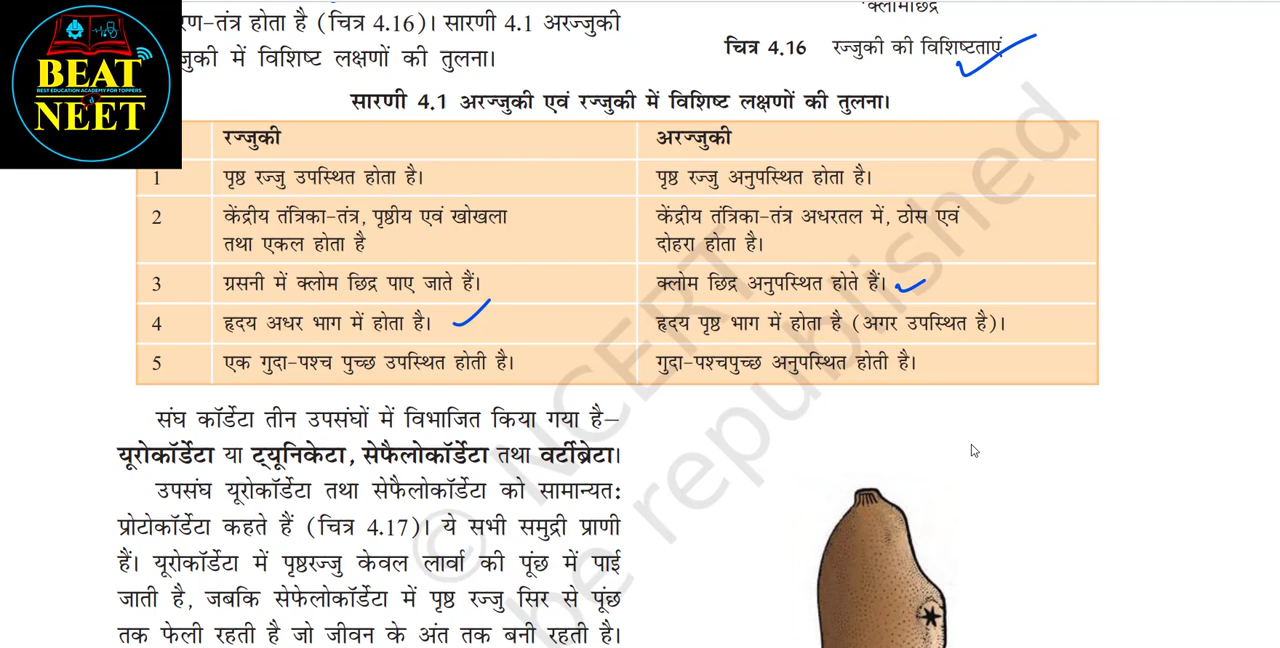 क्लोमछिद्र
रण-तंत्र होता है (चित्र 4.16)। सारणी 4.1 अरज्जुकी
ज्जुकी में विशिष्ट लक्षणों की तुलना।
चित्र 4.16 रज्जुकी की विशिष्टताएं
BEAT
BEST EDUCATION ACADEMY FOR TOPPERS
NEET
सारणी 4.1 अरज्जुकी एवं रज्जुकी में विशिष्ट लक्षणों की तुलना।
रज्जुकी अरज्जुकी
1 पृष्ठ रज्जु उपस्थित होता है। पृष्ठ रज्जु अनुपस्थित होता है।
2 केंद्रीय तंत्रिका-तंत्र, पृष्ठीय एवं खोखला केंद्रीय तंत्रिका-तंत्र अधरतल में, ठोस एवं
तथा एकल होता है दोहरा होता है।
3 ग्रसनी में क्लोम छिद्र पाए जाते हैं। क्लोम छिद्र अनुपस्थित होते हैं।
4 हृदय अधर भाग में होता है। हृदय पृष्ठ भाग में होता है (अगर उपस्थित है)।
5 एक गुदा-पश्च पुच्छ उपस्थित होती है। गुदा-पश्चपुच्छ अनुपस्थित होती है।
संघ कॉर्डेटा तीन उपसंघों में विभाजित किया गया है–
यूरोकॉर्डेटा या ट्यूनिकेटा, सेफैलोकॉर्डेटा तथा वर्टीब्रेटा।
उपसंघ यूरोकॉर्डेटा तथा सेफैलोकॉर्डेटा को सामान्यत:
प्रोटोकॉर्डेटा कहते हैं (चित्र 4.17)। ये सभी समुद्री प्राणी
हैं। यूरोकॉर्डेटा में पृष्ठरज्जु केवल लार्वा की पूंछ में पाई
जाती है, जबकि सेफेलोकॉर्डेटा में पृष्ठ रज्जु सिर से पूंछ
तक फेली रहती है जो जीवन के अंत तक बनी रहती है।
© NCERT
be republished